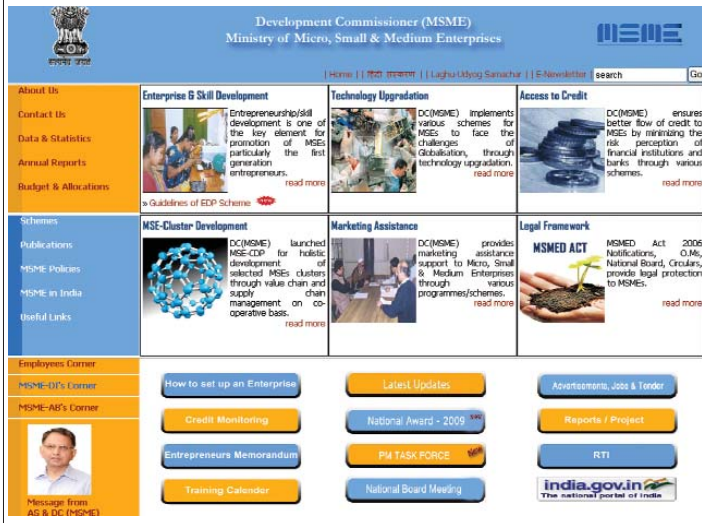 Development Commissioner (MSME)
Ministry of Micro, Small & Medium Enterprises
MSME
सत्यमेव जयते
| Home | | हिंदी संस्करण | | Laghu Udyog Samachar | | E-Newsletter |
search
Go
About Us
Contact Us
Data & Statistics
Annual Reports
Budget & Allocations
Schemes
Publications
MSME Policies
MSME in India
Useful Links
Employees Corner
MSME-DI's Corner
MSME-AB's Corner
Message from
AS & DC (MSME)
Enterprise & Skill Development
Entrepreneurship/skill
development is one of
the key element for
promotion of MSEs
particularly the first
generation
entrepreneurs.
read more
» Guidelines of EDP Scheme
Technology Upgradation
DC(MSME) implements
various schemes for
MSEs to face the
challenges of
Globalisation, through
technology upgradation.
read more
Access to Credit
DC(MSME) ensures
better flow of credit to
MSEs by minimizing the
risk perception of
financial institutions and
banks through various
schemes.
read more
MSE-Cluster Development
DC(MSME) launched
MSE-CDP for holistic
development of
selected MSEs clusters
through value chain and
supply chain
management on co-
operative basis.
read more
Marketing Assistance
DC(MSME) provides
marketing assistance
support to Micro, Small
& Medium Enterprises
through various
programmes/schemes.
read more
Legal Framework
MSMED ACT
MSMED Act 2006
Notifications, O.Ms,
National Board, Circulars,
provide legal protection
to MSMEs.
read more
How to set up an Enterprise
Latest Updates
Advertisements, Jobs & Tender
Credit Monitoring
National Award - 2009
Reports / Project
Entrepreneurs Memorandum
PM TASK FORCE
RTI
Training Calender
National Board Meeting
india.gov.in
The national portal of India